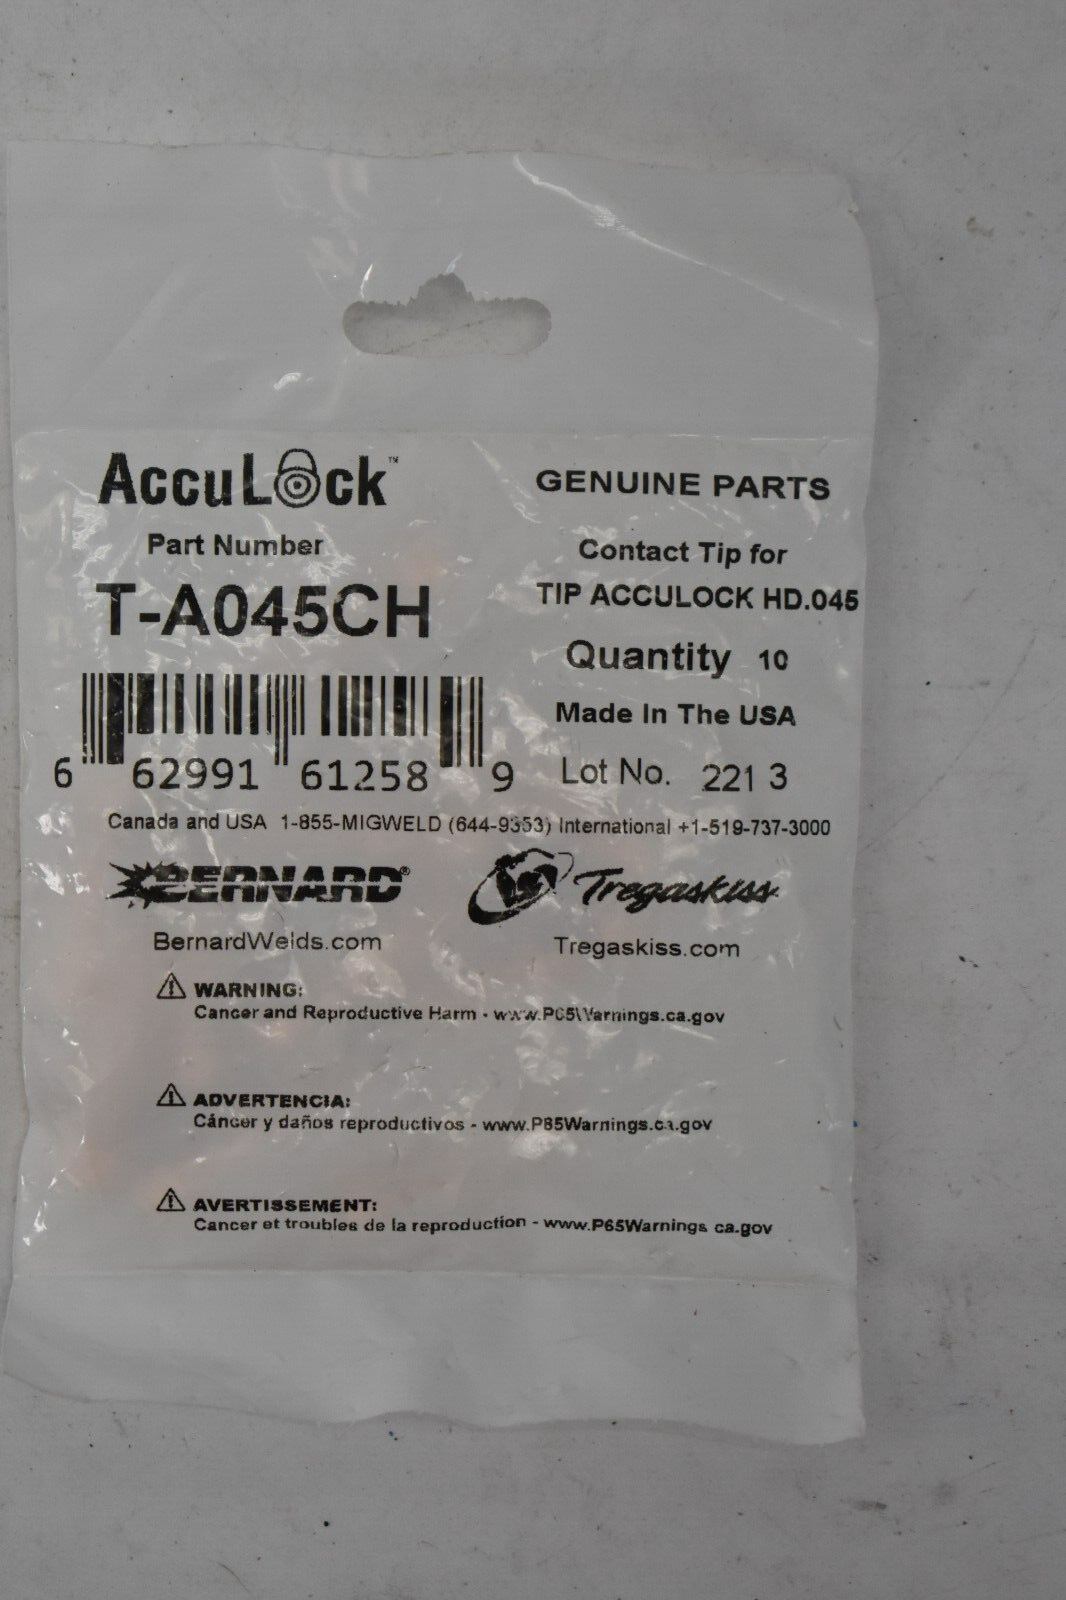 AccuLock™
Part Number
T-A045CH
6 62991 61258 9
GENUINE PARTS
Contact Tip for
TIP ACCULOCK HD.045
Quantity 10
Made In The USA
Lot No. 221 3
Canada and USA 1-855-MIGWELD (644-9353) International +1-519-737-3000
BERNARD®
BernardWelds.com
Tregaskiss
Tregaskiss.com
⚠ WARNING:
Cancer and Reproductive Harm - www.P65Warnings.ca.gov
⚠ ADVERTENCIA:
Cáncer y daños reproductivos - www.P65Warnings.ca.gov
⚠ AVERTISSEMENT:
Cancer et troubles de la reproduction - www.P65Warnings.ca.gov